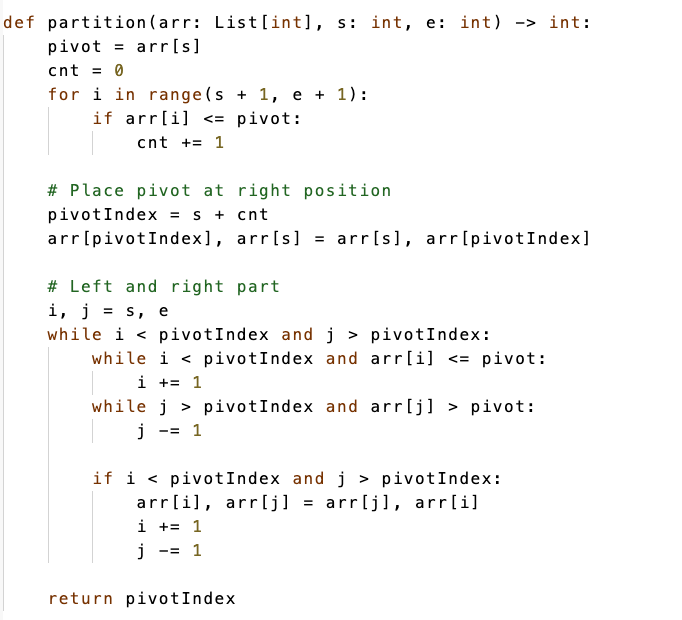 def partition(arr: List[int], s: int, e: int) -> int:
    pivot = arr[s]
    cnt = 0
    for i in range(s + 1, e + 1):
        if arr[i] <= pivot:
            cnt += 1

    # Place pivot at right position
    pivotIndex = s + cnt
    arr[pivotIndex], arr[s] = arr[s], arr[pivotIndex]

    # Left and right part
    i, j = s, e
    while i < pivotIndex and j > pivotIndex:
        while i < pivotIndex and arr[i] <= pivot:
            i += 1
        while j > pivotIndex and arr[j] > pivot:
            j -= 1

        if i < pivotIndex and j > pivotIndex:
            arr[i], arr[j] = arr[j], arr[i]
            i += 1
            j -= 1

    return pivotIndex